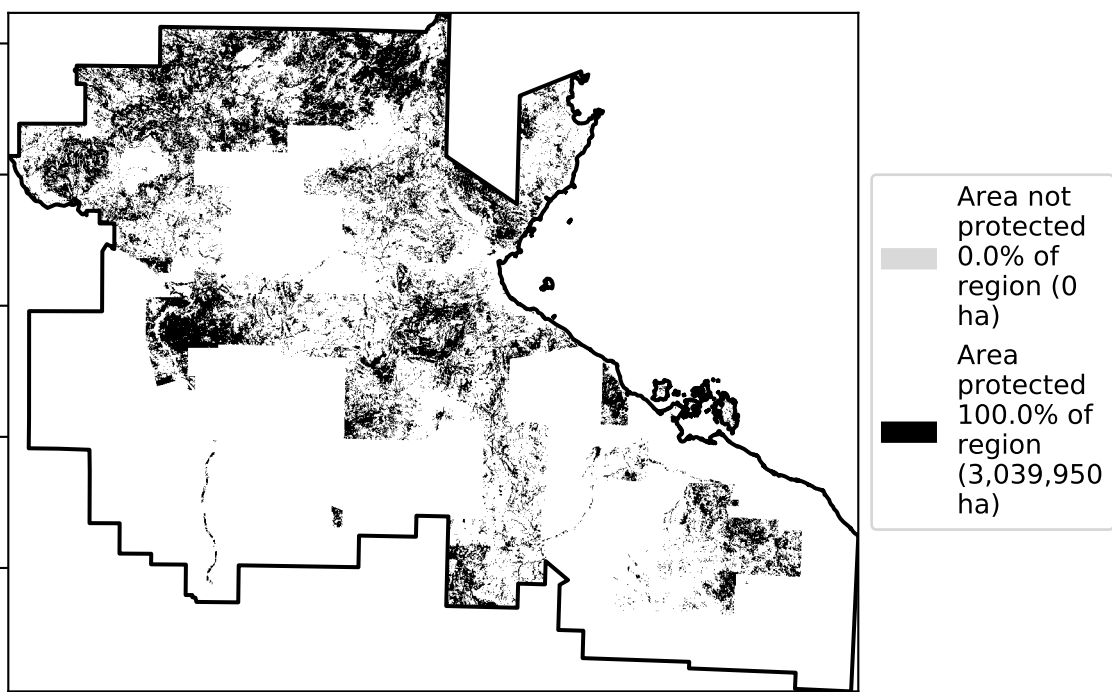 Area not
protected
0.0% of
region (0
ha)
Area
protected
100.0% of
region
(3,039,950
ha)